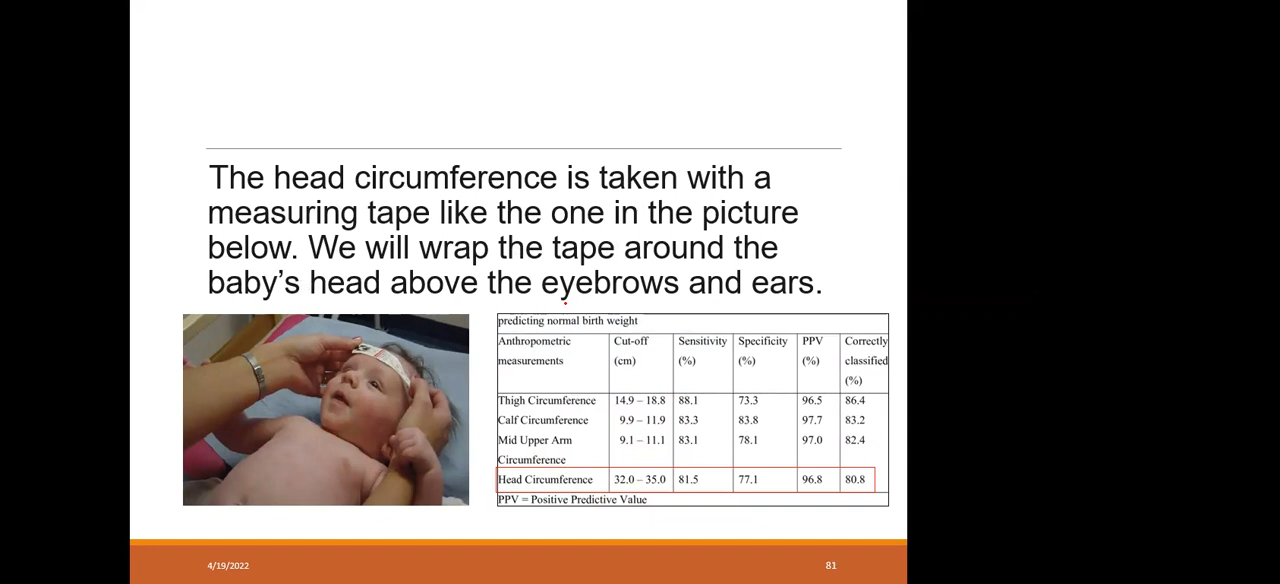 The head circumference is taken with a
measuring tape like the one in the picture
below. We will wrap the tape around the
baby's head above the eyebrows and ears.
predicting normal birth weight
Anthropometric measurements Cut-off (cm) Sensitivity (%) Specificity (%) PPV (%) Correctly classified (%)
Thigh Circumference 14.9 – 18.8 88.1 73.3 96.5 86.4
Calf Circumference 9.9 – 11.9 83.3 83.8 97.7 83.2
Mid Upper Arm Circumference 9.1 – 11.1 83.1 78.1 97.0 82.4
Head Circumference 32.0 – 35.0 81.5 77.1 96.8 80.8
PPV = Positive Predictive Value
4/19/2022 81